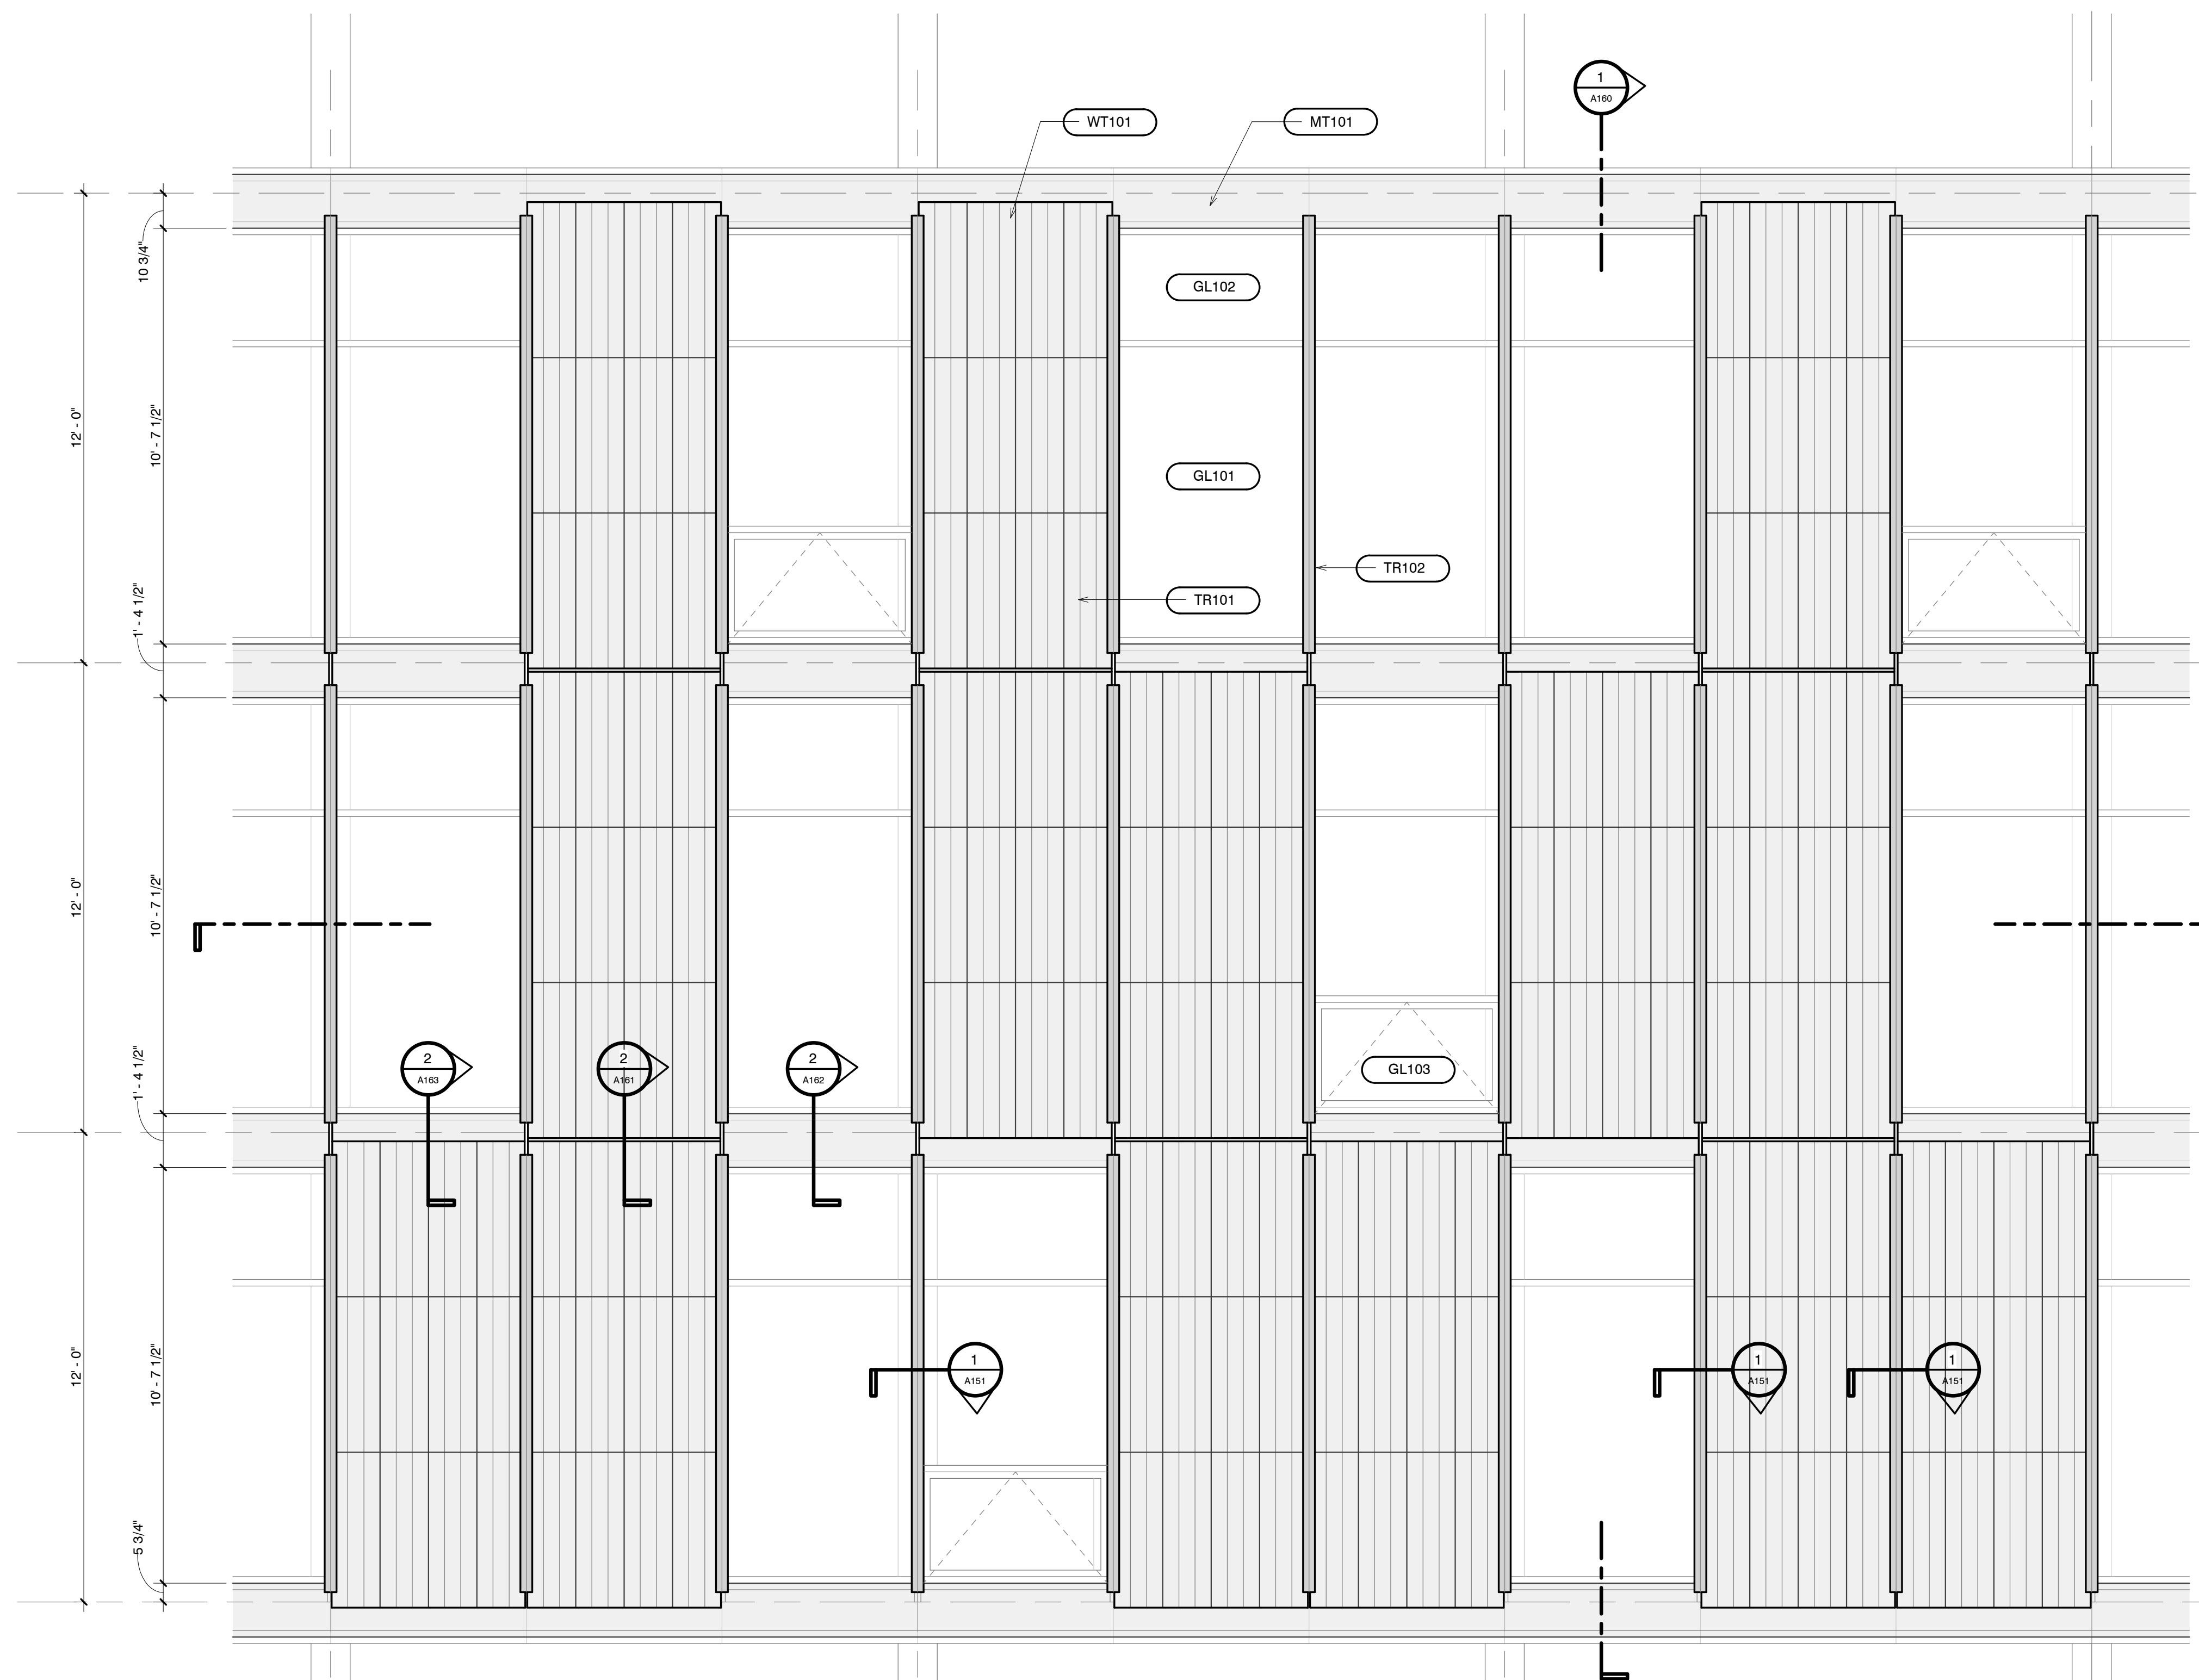 1
A160
WT101
MT101
10 3/4"
GL102
12' - 0"
10' - 7 1/2"
GL101
TR102
TR101
1' - 4 1/2"
12' - 0"
10' - 7 1/2"
2
A163
2
A161
2
A162
GL103
1' - 4 1/2"
12' - 0"
10' - 7 1/2"
1
A151
1
A151
1
A151
5 3/4"